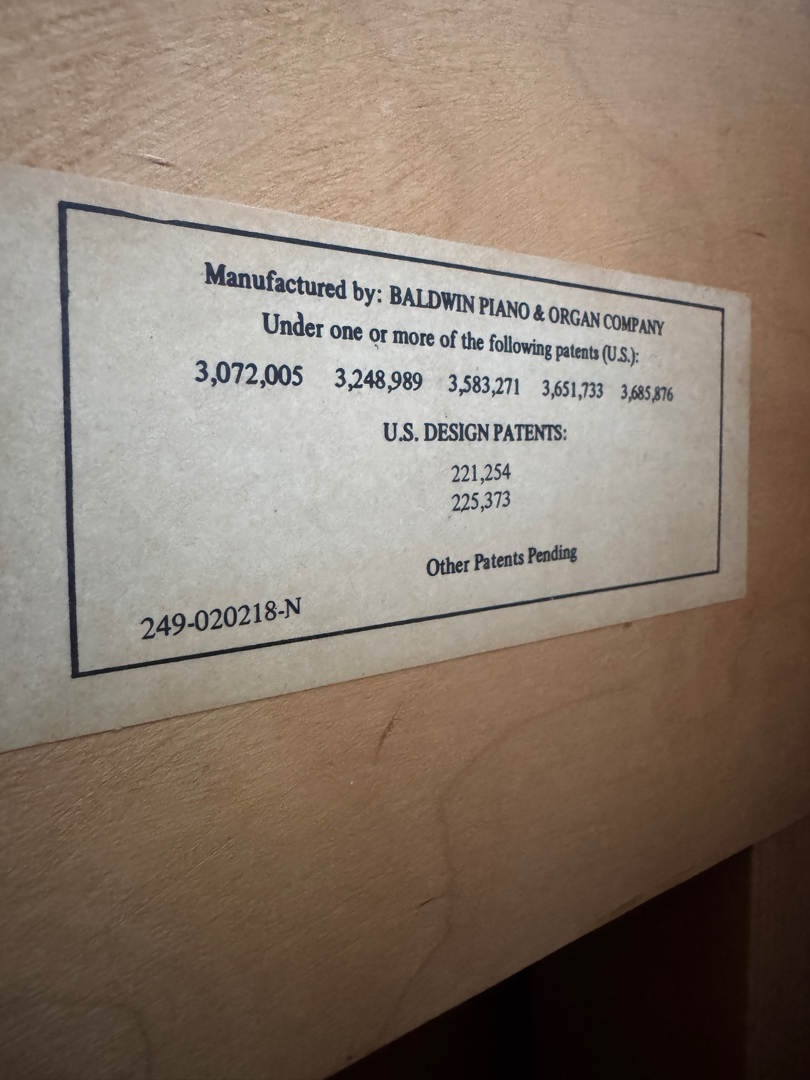 Manufactured by: BALDWIN PIANO & ORGAN COMPANY
Under one or more of the following patents (U.S.):
3,072,005 3,248,989 3,583,271 3,651,733 3,685,876
U.S. DESIGN PATENTS:
221,254
225,373
Other Patents Pending
249-020218-N